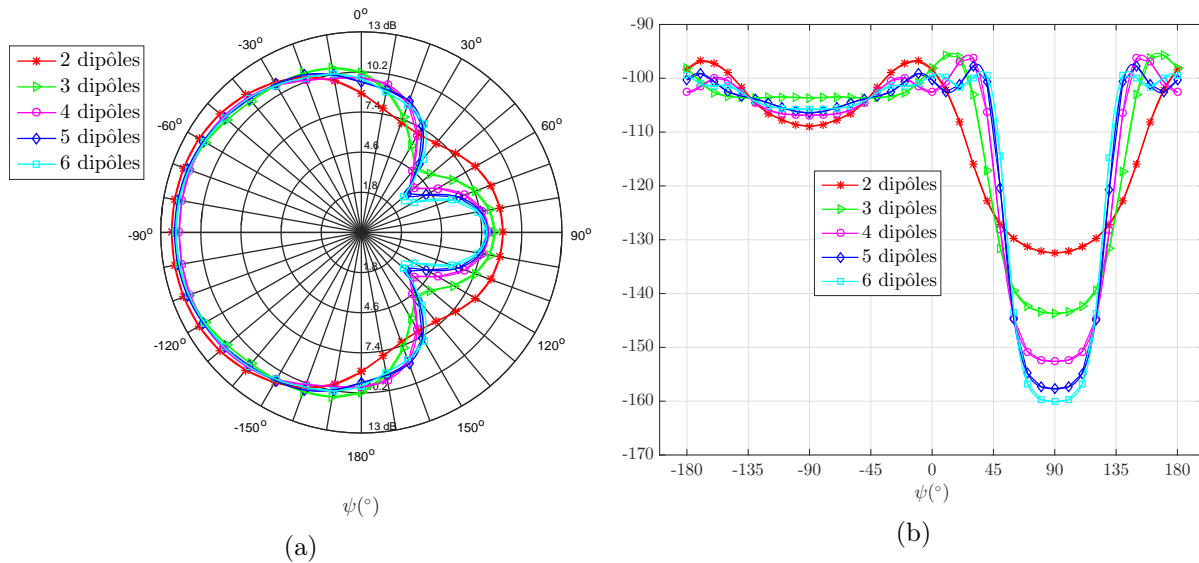 0°
30°
60°
90°
120°
150°
180°
-150°
-120°
-90°
-60°
-30°
13 dB
10.2
7.4
4.6
1.8
1.8
4.6
7.4
10.2
13 dB
2 dipôles
3 dipôles
4 dipôles
5 dipôles
6 dipôles
ψ(°)
(a)
-90
-100
-110
-120
-130
-140
-150
-160
-170
-180 -135 -90 -45 0 45 90 135 180
2 dipôles
3 dipôles
4 dipôles
5 dipôles
6 dipôles
ψ(°)
(b)